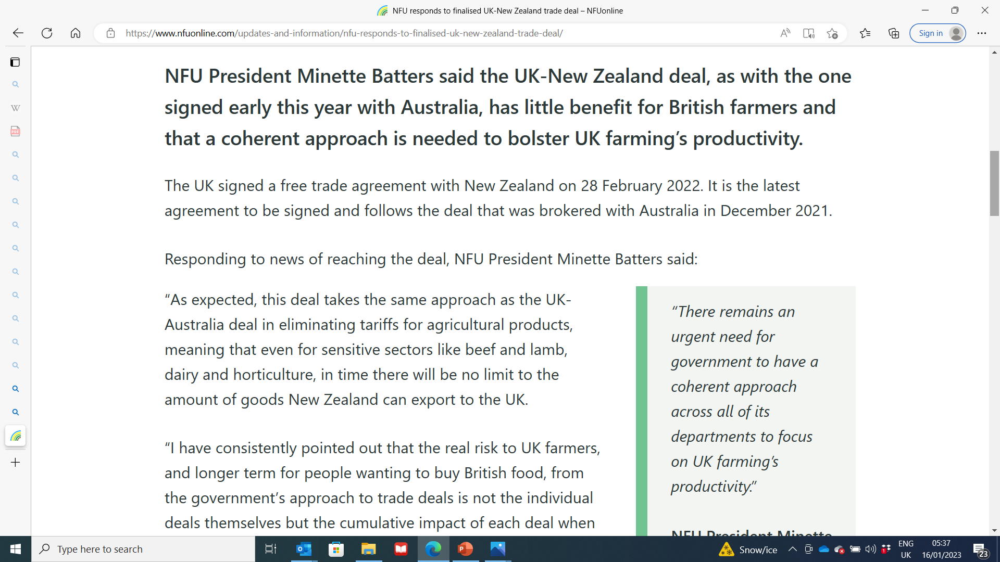 NFU responds to finalised UK-New Zealand trade deal – NFUonline
https://www.nfuonline.com/updates-and-information/nfu-responds-to-finalised-uk-new-zealand-trade-deal/
Sign in
W
PDF
NFU President Minette Batters said the UK-New Zealand deal, as with the one
signed early this year with Australia, has little benefit for British farmers and
that a coherent approach is needed to bolster UK farming’s productivity.
The UK signed a free trade agreement with New Zealand on 28 February 2022. It is the latest
agreement to be signed and follows the deal that was brokered with Australia in December 2021.
Responding to news of reaching the deal, NFU President Minette Batters said:
“As expected, this deal takes the same approach as the UK-
Australia deal in eliminating tariffs for agricultural products,
meaning that even for sensitive sectors like beef and lamb,
dairy and horticulture, in time there will be no limit to the
amount of goods New Zealand can export to the UK.
“I have consistently pointed out that the real risk to UK farmers,
and longer term for people wanting to buy British food, from
the government’s approach to trade deals is not the individual
deals themselves but the cumulative impact of each deal when
“There remains an
urgent need for
government to have a
coherent approach
across all of its
departments to focus
on UK farming’s
productivity.”
NFU President Minette
Type here to search
Snow/ice
ENG
UK
05:37
16/01/2023
23